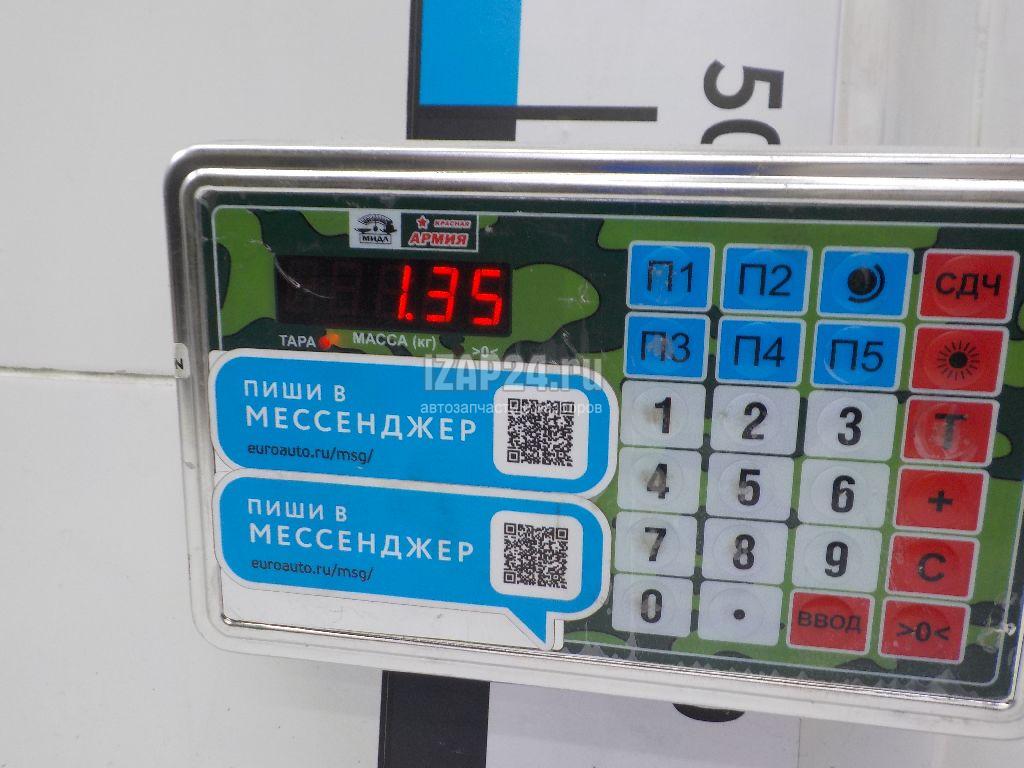 50
МИДЛ
КРАСНАЯ
АРМИЯ
1.35
ТАРА
МАССА (кг)
>0<
П1
П2
СДЧ
П3
П4
П5
IZAP24.ru
ПИШИ В
МЕССЕНДЖЕР
euroauto.ru/msg/
ПИШИ В
МЕССЕНДЖЕР
euroauto.ru/msg/
1
2
3
Т
4
5
6
+
7
8
9
С
0
.
ВВОД
>0<
N